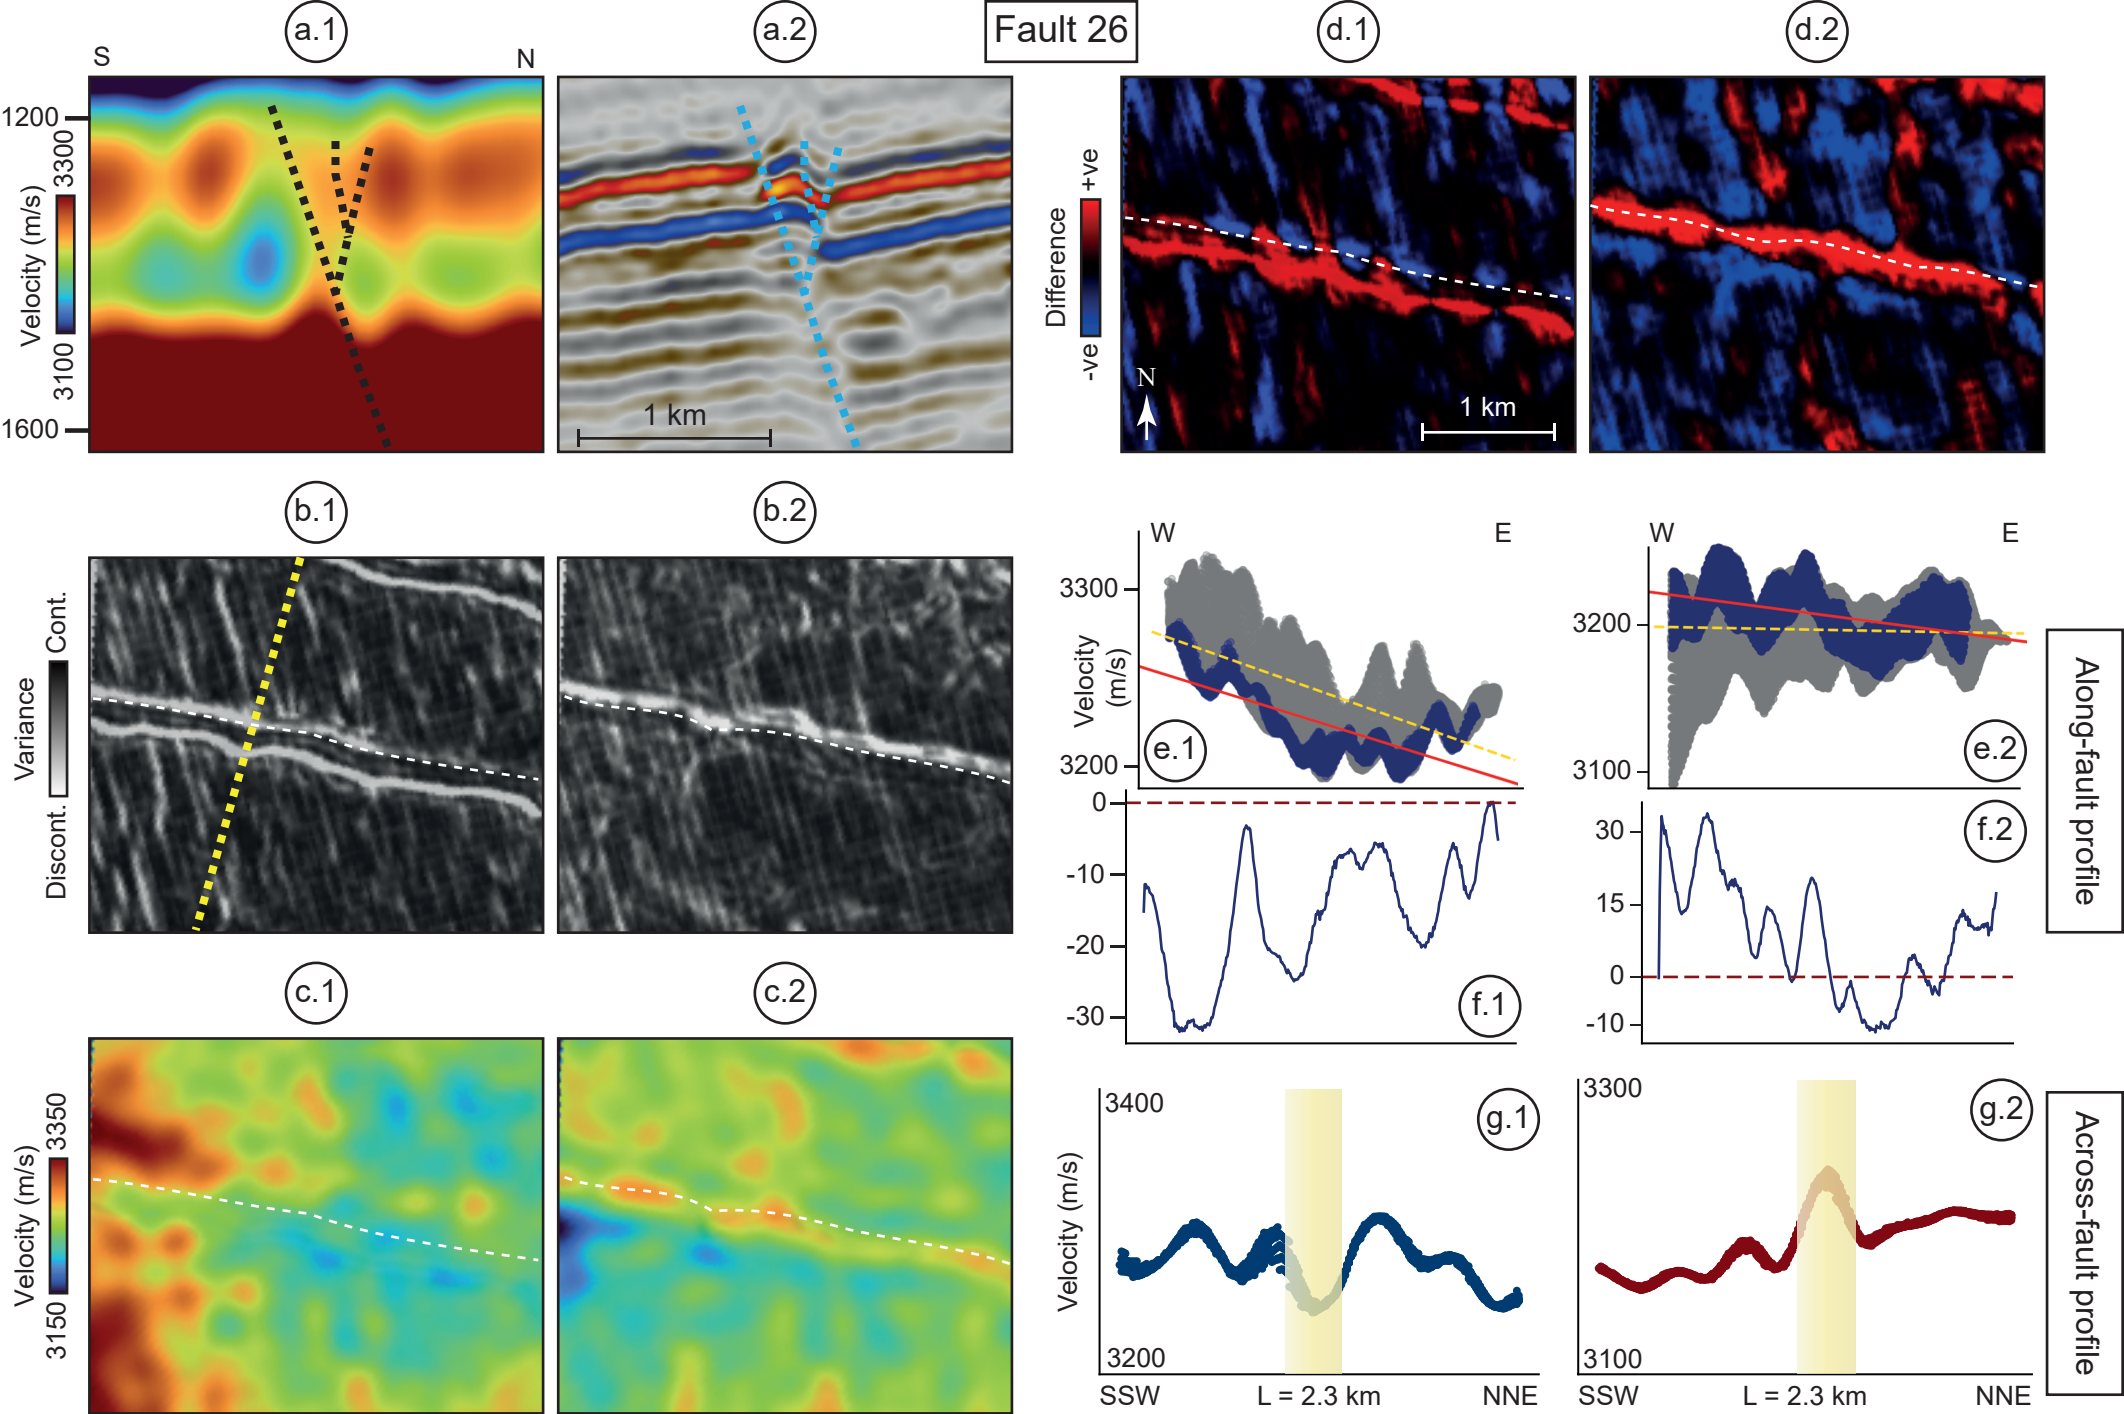 a.1
a.2
Fault 26
d.1
d.2
S
N
1200
1600
Velocity (m/s)
3100
3300
1 km
Difference
-ve
+ve
N
1 km
b.1
b.2
Variance
Discont.
Cont.
W
E
3300
3200
Velocity
(m/s)
e.1
W
E
3200
3100
e.2
Along-fault profile
0
-10
-20
-30
f.1
30
15
0
-10
f.2
c.1
c.2
Velocity (m/s)
3150
3350
3400
3200
Velocity (m/s)
g.1
SSW
L = 2.3 km
NNE
3300
3100
g.2
SSW
L = 2.3 km
NNE
Across-fault profile